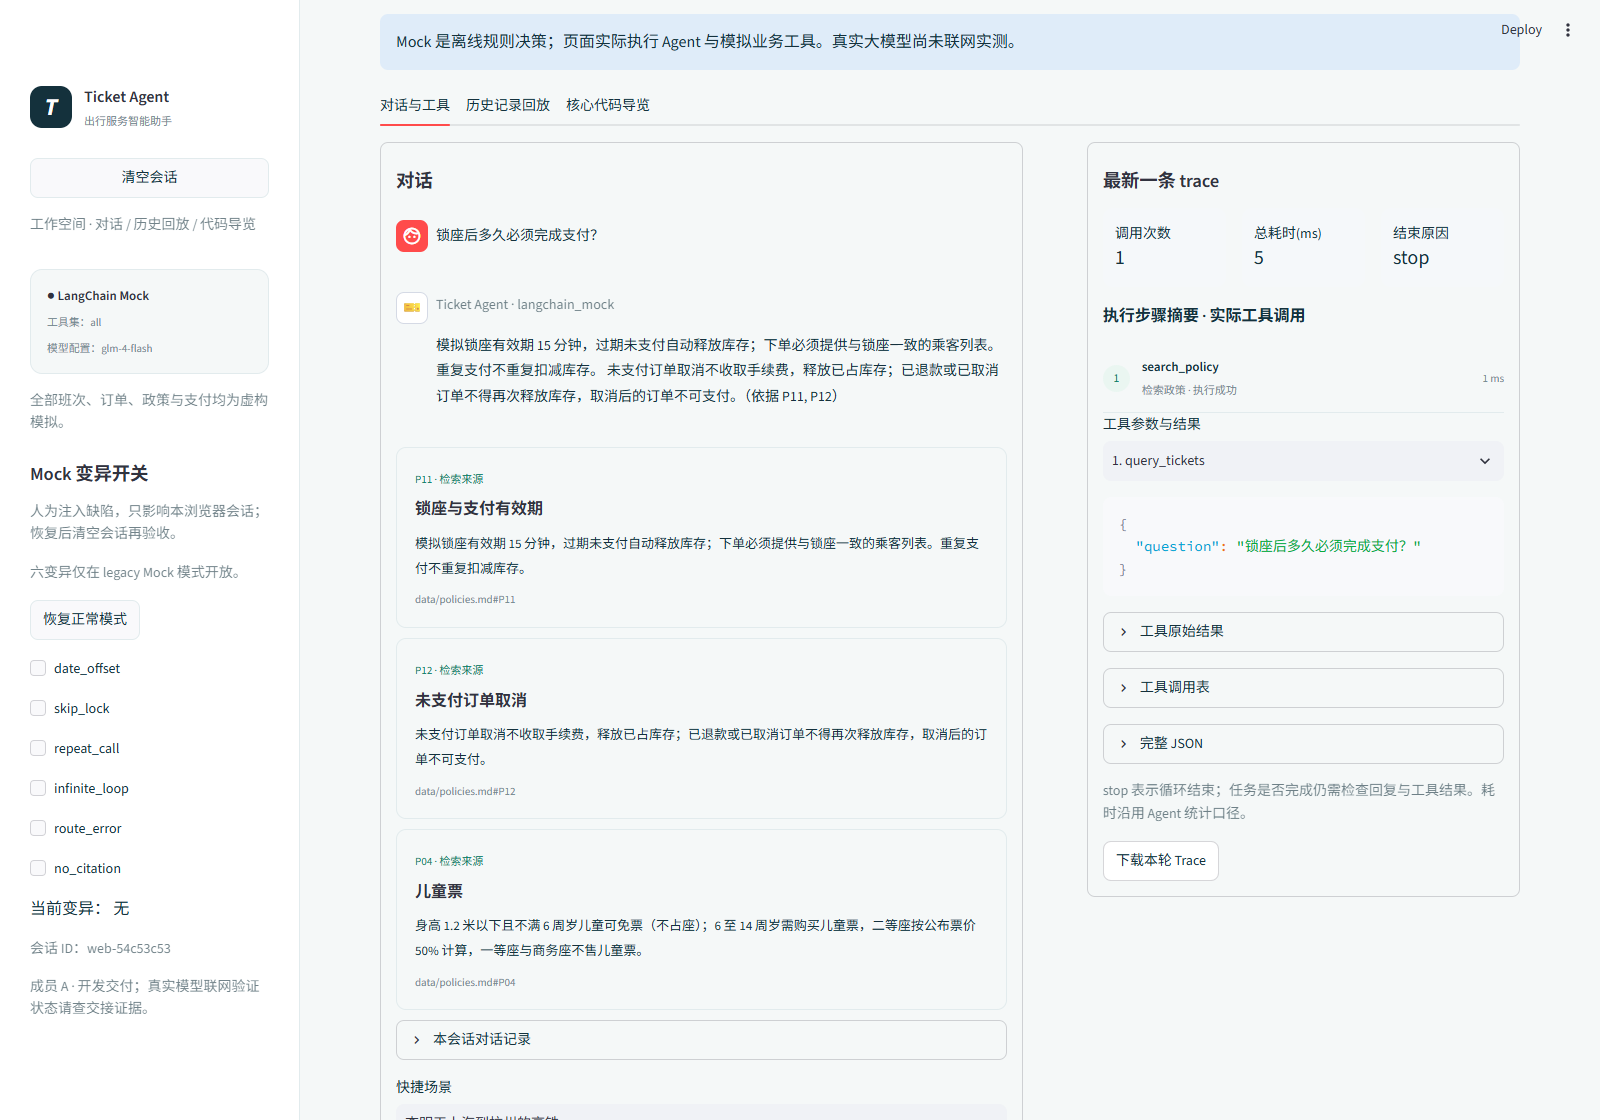 Mock 是离线规则决策；页面实际执行 Agent 与模拟业务工具。真实大模型尚未联网实测。
Deploy
T
Ticket Agent
出行服务智能助手
清空会话
工作空间 · 对话 / 历史回放 / 代码导览
● LangChain Mock
工具集：all
模型配置：glm-4-flash
全部班次、订单、政策与支付均为虚构
模拟。
Mock 变异开关
人为注入缺陷，只影响本浏览器会话；
恢复后清空会话再验收。
六变异仅在 legacy Mock 模式开放。
恢复正常模式
date_offset
skip_lock
repeat_call
infinite_loop
route_error
no_citation
当前变异： 无
会话 ID：web-54c53c53
成员 A · 开发交付；真实模型联网验证
状态请查交接证据。
对话与工具
历史记录回放
核心代码导览
对话
锁座后多久必须完成支付？
Ticket Agent · langchain_mock
模拟锁座有效期 15 分钟，过期未支付自动释放库存；下单必须提供与锁座一致的乘客列表。
重复支付不重复扣减库存。 未支付订单取消不收取手续费，释放已占库存；已退款或已取消
订单不得再次释放库存，取消后的订单不可支付。（依据 P11, P12）
P11 · 检索来源
锁座与支付有效期
模拟锁座有效期 15 分钟，过期未支付自动释放库存；下单必须提供与锁座一致的乘客列表。重复支
付不重复扣减库存。
data/policies.md#P11
P12 · 检索来源
未支付订单取消
未支付订单取消不收取手续费，释放已占库存；已退款或已取消订单不得再次释放库存，取消后的订
单不可支付。
data/policies.md#P12
P04 · 检索来源
儿童票
身高 1.2 米以下且不满 6 周岁儿童可免票（不占座）；6 至 14 周岁需购买儿童票，二等座按公布票价
50% 计算，一等座与商务座不售儿童票。
data/policies.md#P04
本会话对话记录
快捷场景
最新一条 trace
调用次数
1
总耗时(ms)
5
结束原因
stop
执行步骤摘要 · 实际工具调用
1
search_policy
检索政策 · 执行成功
1 ms
工具参数与结果
1. query_tickets
{
"question": "锁座后多久必须完成支付？"
}
工具原始结果
工具调用表
完整 JSON
stop 表示循环结束；任务是否完成仍需检查回复与工具结果。耗
时沿用 Agent 统计口径。
下载本轮 Trace